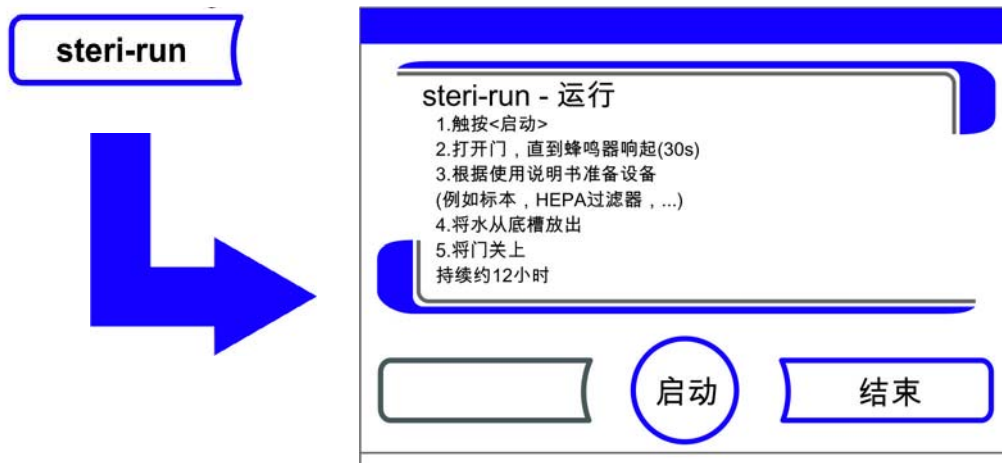 steri-run
steri-run - 运行
1.触按<启动>
2.打开门，直到蜂鸣器响起(30s)
3.根据使用说明书准备设备
(例如标本，HEPA过滤器，...)
4.将水从底槽放出
5.将门关上
持续约12小时
启动
结束